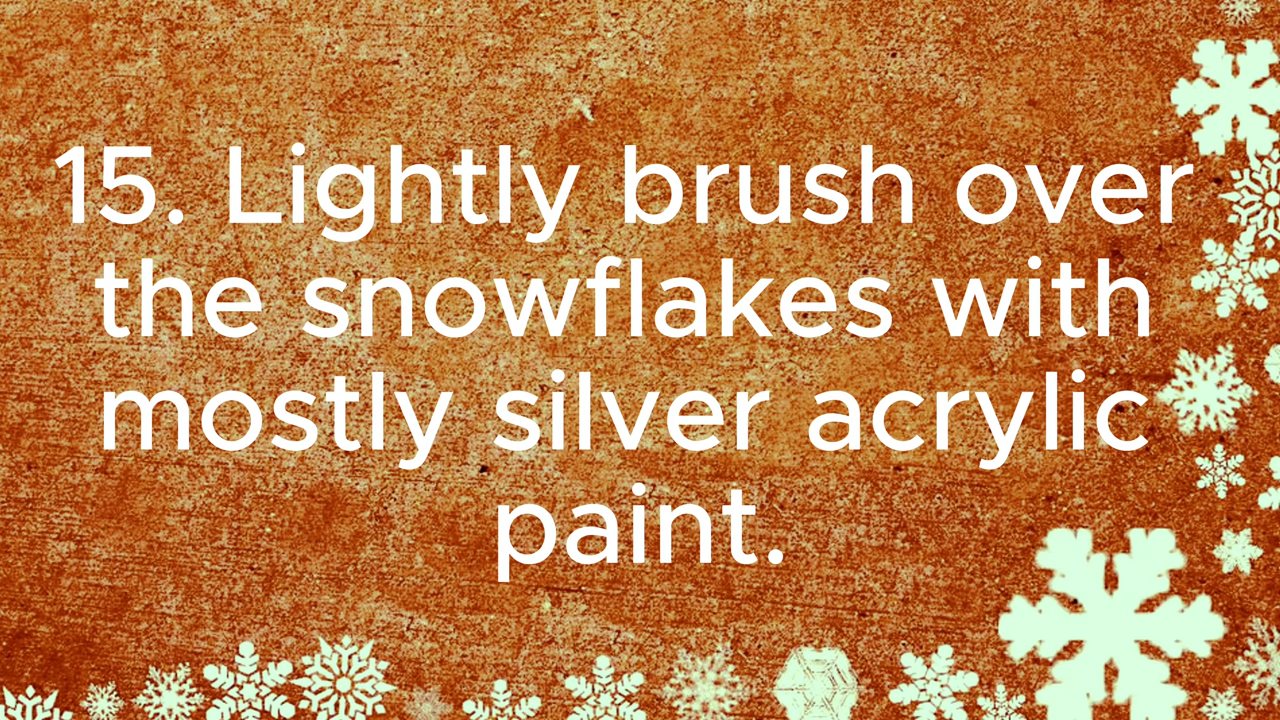 15. Lightly brush over
the snowflakes with
mostly silver acrylic
paint.